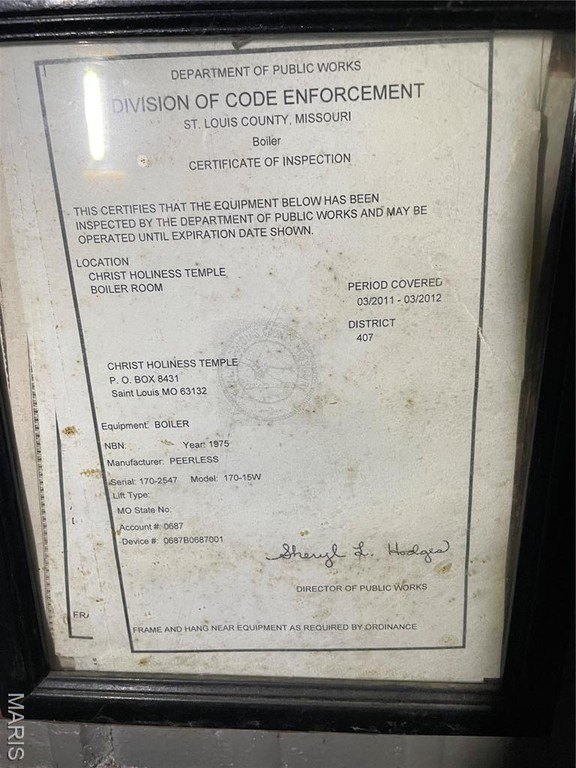 DEPARTMENT OF PUBLIC WORKS
DIVISION OF CODE ENFORCEMENT
ST. LOUIS COUNTY, MISSOURI
Boiler
CERTIFICATE OF INSPECTION
THIS CERTIFIES THAT THE EQUIPMENT BELOW HAS BEEN
INSPECTED BY THE DEPARTMENT OF PUBLIC WORKS AND MAY BE
OPERATED UNTIL EXPIRATION DATE SHOWN.
LOCATION
CHRIST HOLINESS TEMPLE
BOILER ROOM
PERIOD COVERED
03/2011 - 03/2012
DISTRICT
407
CHRIST HOLINESS TEMPLE
P. O. BOX 8431
Saint Louis MO 63132
Equipment: BOILER
NBN: Year: 1975
Manufacturer: PEERLESS
Serial: 170-2547 Model: 170-15W
Lift Type:
MO State No:
Account #: 0687
Device #: 0687B0687001
Sheryl L. Hodges
DIRECTOR OF PUBLIC WORKS
FRAME AND HANG NEAR EQUIPMENT AS REQUIRED BY ORDINANCE
FRA
MARIS